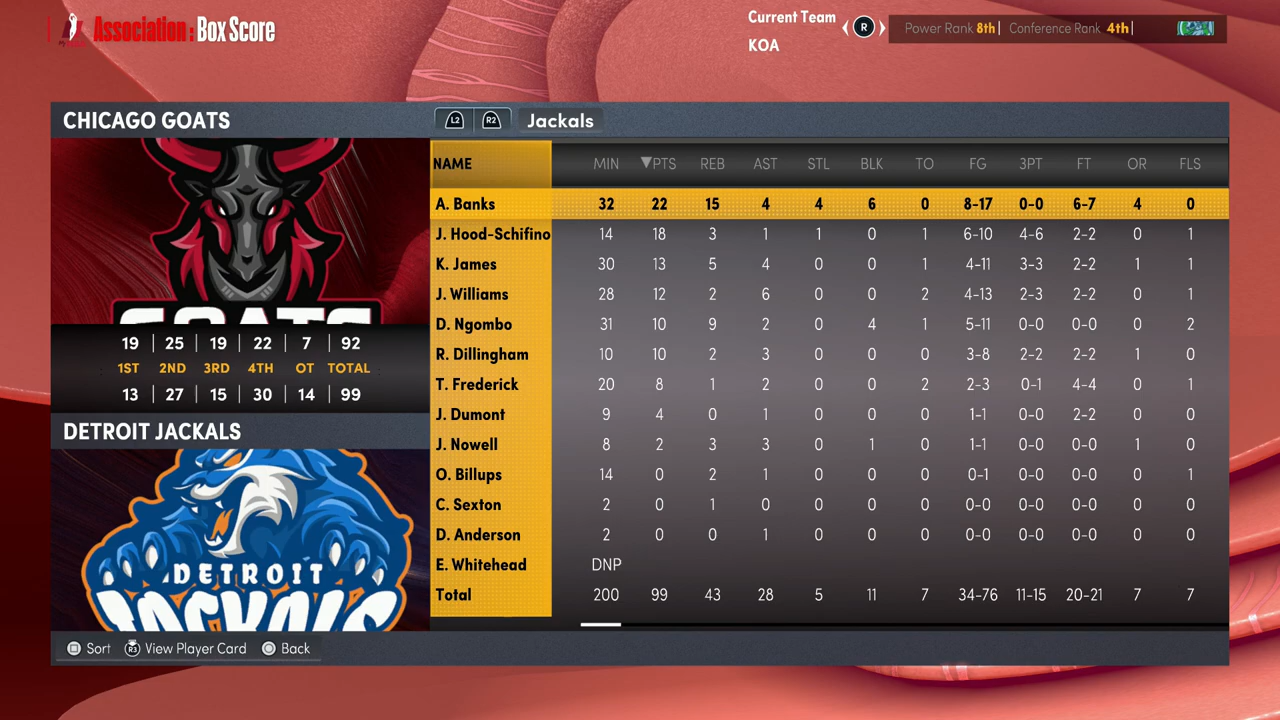 Association : Box Score
Current Team
KOA
R
Power Rank 8th | Conference Rank 4th |
CHICAGO GOATS
L2 R2 Jackals
GOATS
19 | 25 | 19 | 22 | 7 | 92
1ST 2ND 3RD 4TH OT TOTAL
13 | 27 | 15 | 30 | 14 | 99
DETROIT JACKALS
DETROIT
JACKALS
NAME MIN ▼PTS REB AST STL BLK TO FG 3PT FT OR FLS
A. Banks 32 22 15 4 4 6 0 8-17 0-0 6-7 4 0
J. Hood-Schifino 14 18 3 1 1 0 1 6-10 4-6 2-2 0 1
K. James 30 13 5 4 0 0 1 4-11 3-3 2-2 1 1
J. Williams 28 12 2 6 0 0 2 4-13 2-3 2-2 0 1
D. Ngombo 31 10 9 2 0 4 1 5-11 0-0 0-0 0 2
R. Dillingham 10 10 2 3 0 0 0 3-8 2-2 2-2 1 0
T. Frederick 20 8 1 2 0 0 2 2-3 0-1 4-4 0 1
J. Dumont 9 4 0 1 0 0 0 1-1 0-0 2-2 0 0
J. Nowell 8 2 3 3 0 1 0 1-1 0-0 0-0 1 0
O. Billups 14 0 2 1 0 0 0 0-1 0-0 0-0 0 1
C. Sexton 2 0 1 0 0 0 0 0-0 0-0 0-0 0 0
D. Anderson 2 0 0 1 0 0 0 0-0 0-0 0-0 0 0
E. Whitehead DNP
Total 200 99 43 28 5 11 7 34-76 11-15 20-21 7 7
Sort R3 View Player Card Back